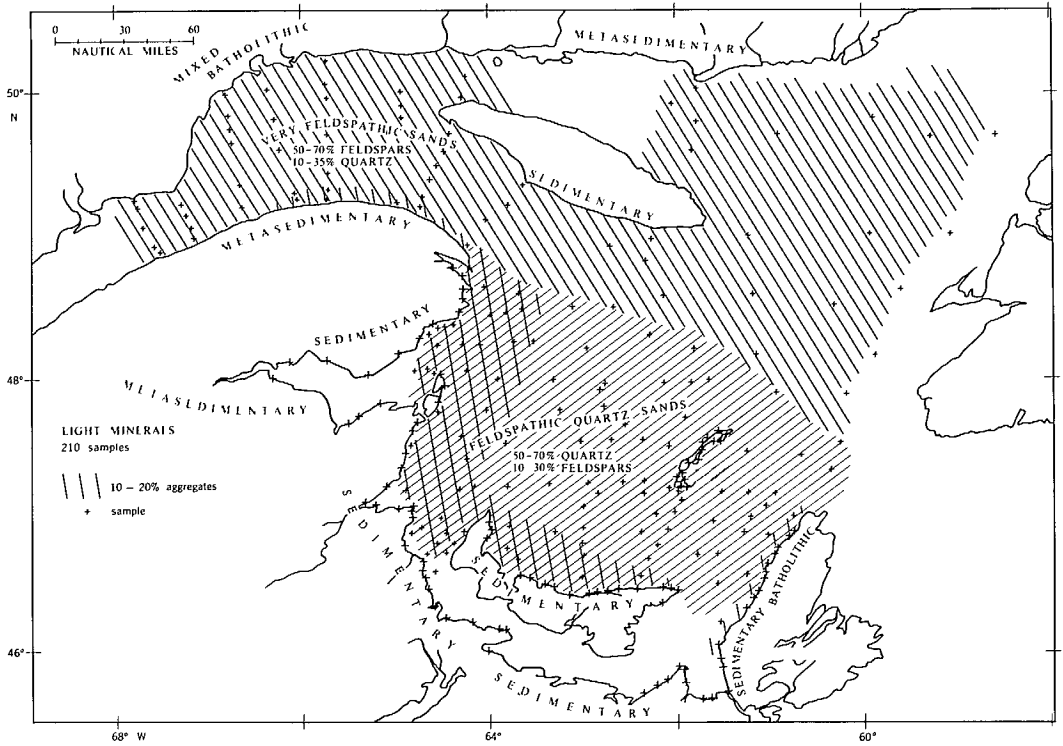 0 30 60
NAUTICAL MILES
MIXED
BATHOLITHIC
METASEDIMENTARY
50°
N
VERY FELDSPATHIC SANDS
50-70% FELDSPARS
10-35% QUARTZ
SEDIMENTARY
METASEDIMENTARY
SEDIMENTARY
48°
METASEDIMENTARY
FELDSPATHIC QUARTZ SANDS
50-70% QUARTZ
10-30% FELDSPARS
LIGHT MINERALS
210 samples
10 – 20% aggregates
+ sample
SEDIMENTARY
SEDIMENTARY
SEDIMENTARY BATHOLITHIC
46°
SEDIMENTARY
68° W 64 60°